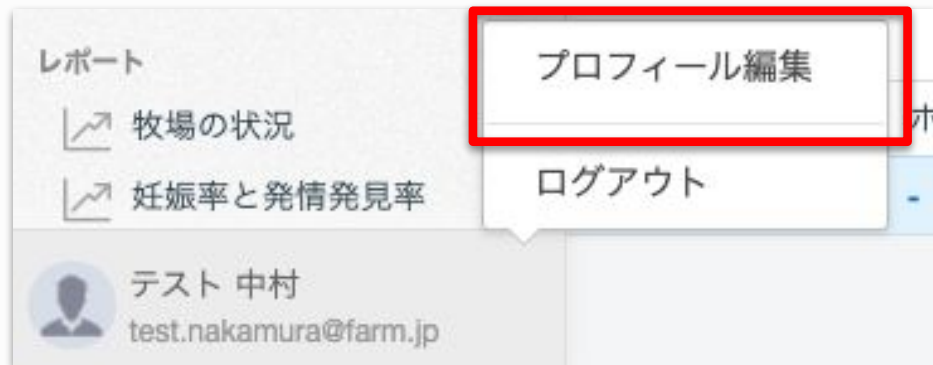 レポート
牧場の状況
妊娠率と発情発見率
テスト 中村
test.nakamura@farm.jp
プロフィール編集
ログアウト
-